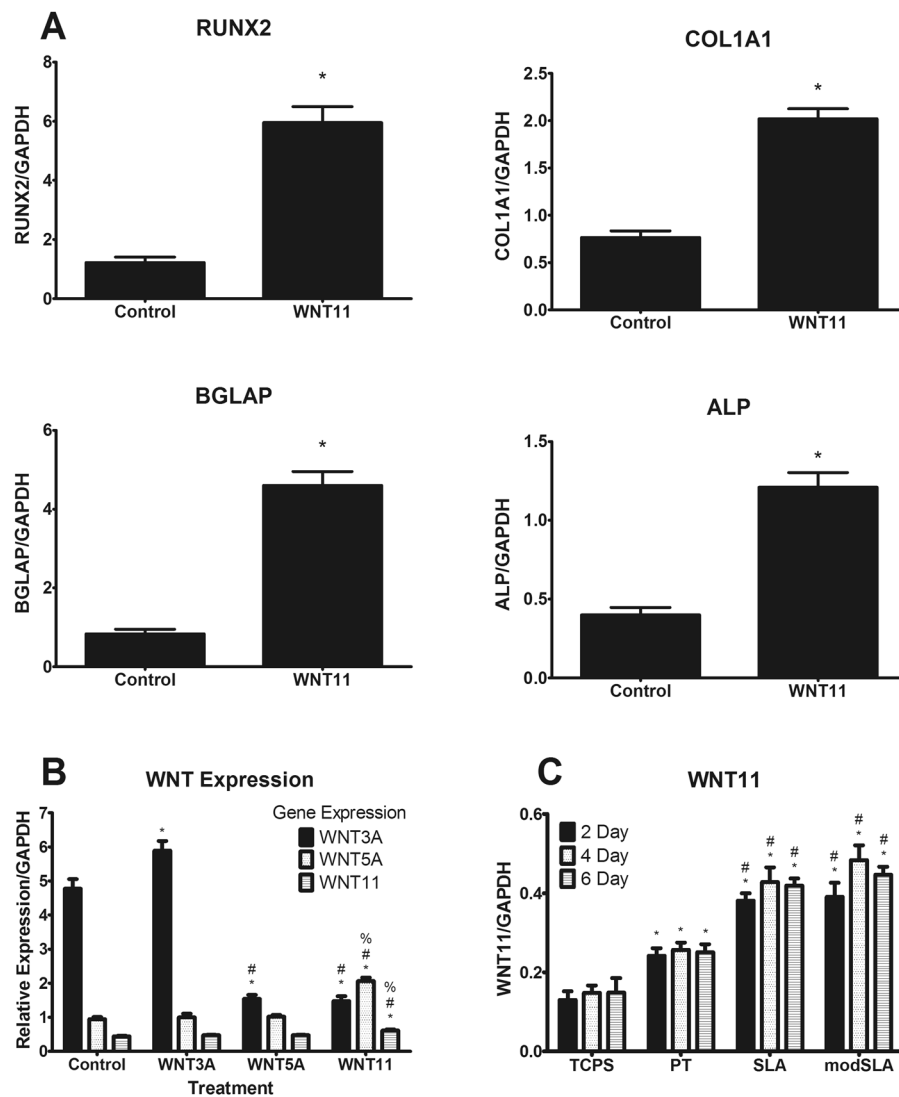 A
RUNX2
RUNX2/GAPDH
8
6
4
2
0
*
Control
WNT11
COL1A1
COL1A1/GAPDH
2.5
2.0
1.5
1.0
0.5
0.0
*
Control
WNT11
BGLAP
BGLAP/GAPDH
6
4
2
0
*
Control
WNT11
ALP
ALP/GAPDH
1.5
1.0
0.5
0.0
*
Control
WNT11
B
WNT Expression
Gene Expression
WNT3A
WNT5A
WNT11
Relative Expression/GAPDH
7
6
5
4
3
2
1
0
*
#
*
#
*
%
#
*
%
#
*
Control
WNT3A
WNT5A
WNT11
Treatment
C
WNT11
2 Day
4 Day
6 Day
WNT11/GAPDH
0.6
0.4
0.2
0.0
*
*
*
#
*
#
*
#
*
#
*
#
*
#
*
TCPS
PT
SLA
modSLA